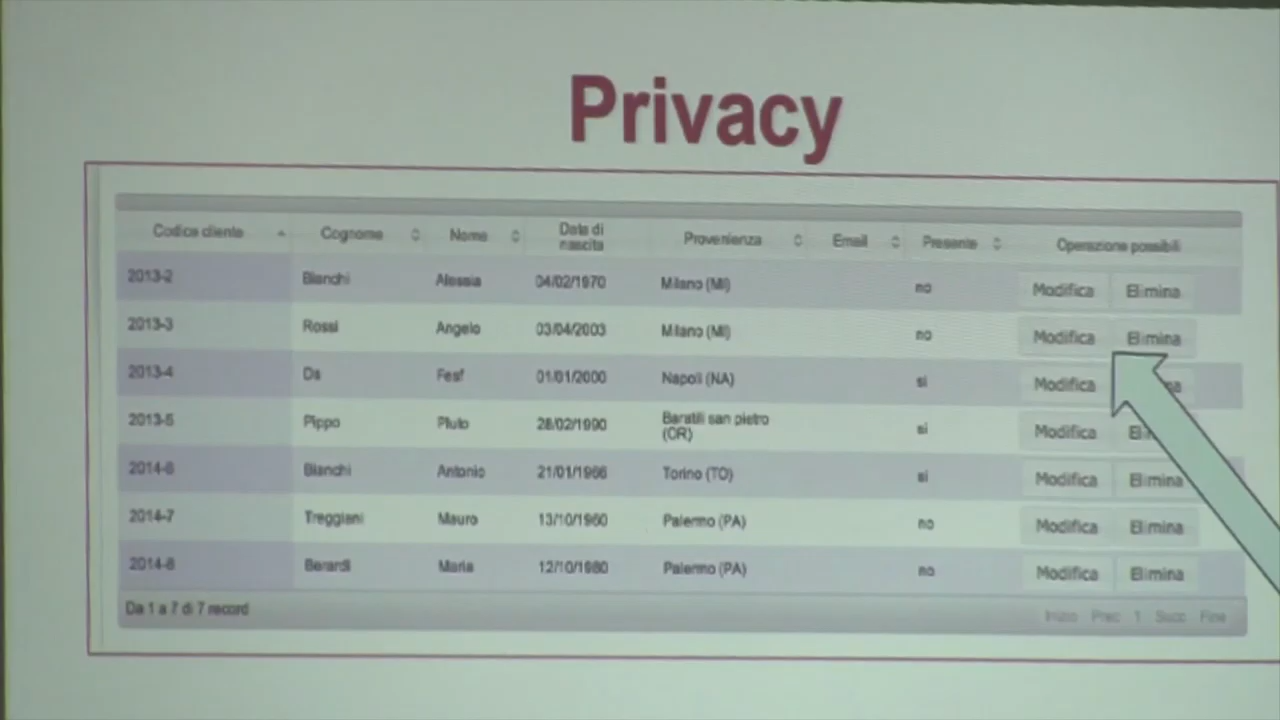 Privacy
Codice cliente Cognome Nome Data di nascita Provenienza Email Presente Operazione possibili
2013-2 Bianchi Alessia 04/02/1970 Milano (MI) no Modifica Elimina
2013-3 Rossi Angelo 03/04/2003 Milano (MI) no Modifica Elimina
2013-4 Da Fesf 01/01/2000 Napoli (NA) si Modifica
2013-5 Pippo Pluto 28/02/1990 Baratili san pietro (OR) si Modifica
2014-6 Bianchi Antonio 21/01/1966 Torino (TO) si Modifica Elimina
2014-7 Treggiani Mauro 13/10/1960 Palermo (PA) no Modifica Elimina
2014-8 Berardi Maria 12/10/1980 Palermo (PA) no Modifica Elimina
Da 1 a 7 di 7 record Inizio Prec 1 Succ Fine